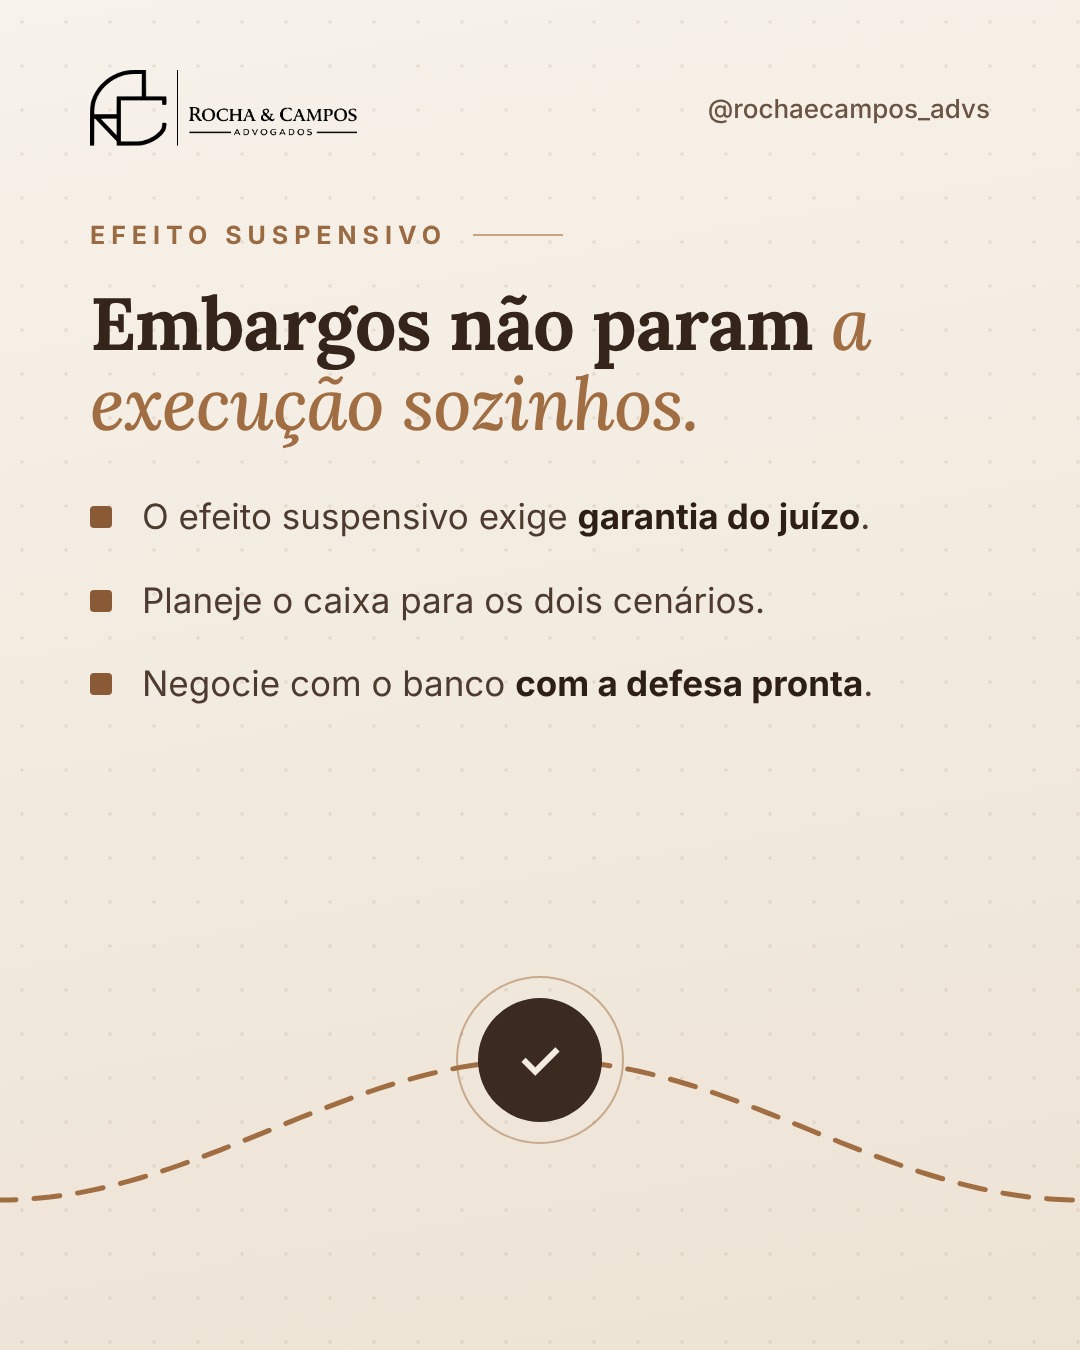 ROCHA & CAMPOS
ADVOGADOS
@rochaecampos_advs
EFEITO SUSPENSIVO
Embargos não param a
execução sozinhos.
O efeito suspensivo exige garantia do juízo.
Planeje o caixa para os dois cenários.
Negocie com o banco com a defesa pronta.